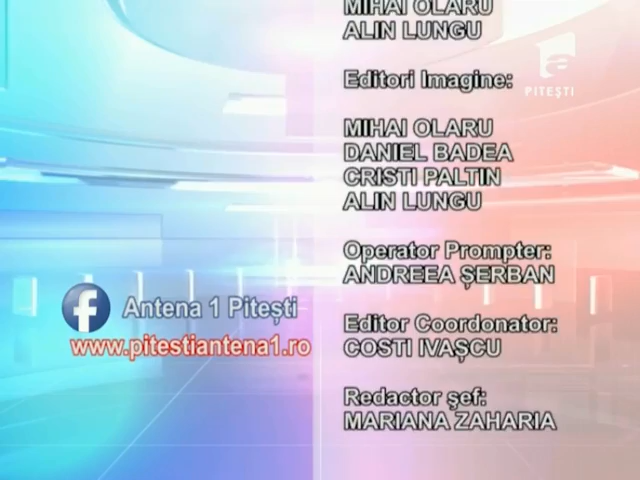 MIHAI OLARU
ALIN LUNGU
Editori Imagine:
PITEȘTI
MIHAI OLARU
DANIEL BADEA
CRISTI PALTIN
ALIN LUNGU
Operator Prompter:
ANDREEA ȘERBAN
Antena 1 Pitești
www.pitestiantena1.ro
Editor Coordonator:
COSTI IVAȘCU
Redactor şef:
MARIANA ZAHARIA